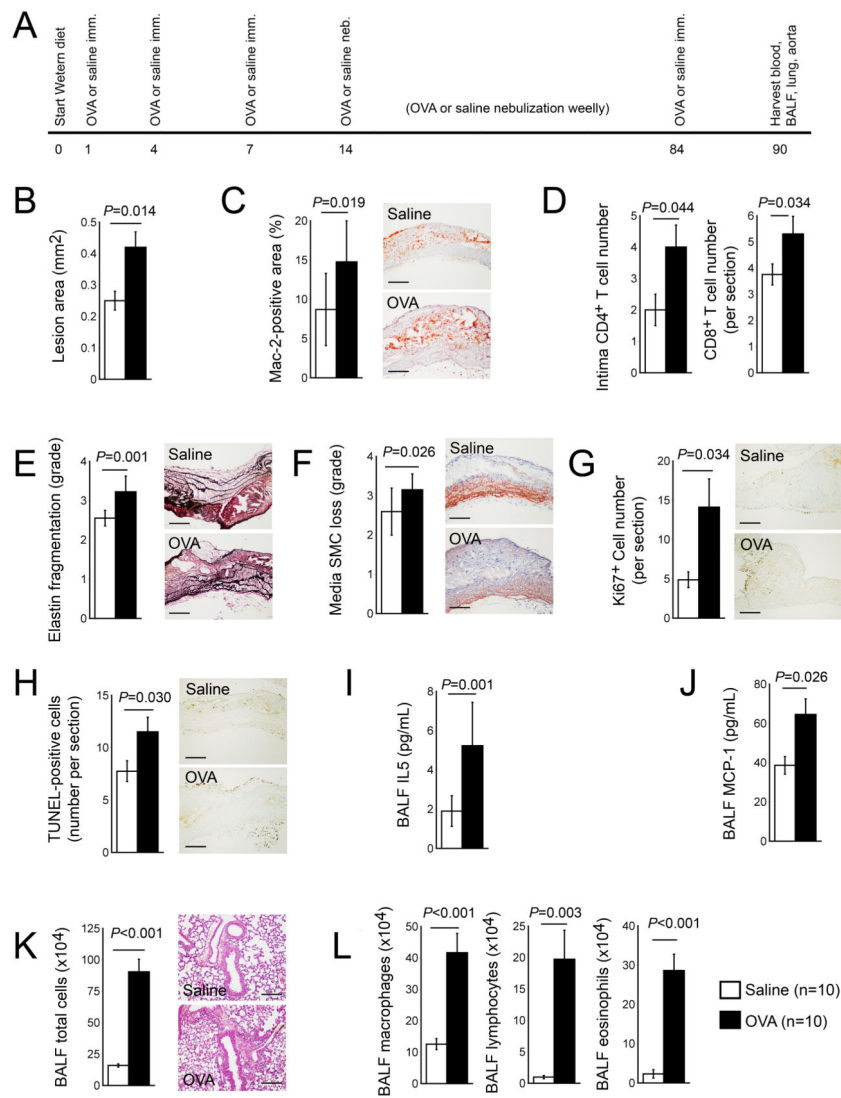 A
Start Wetern diet
OVA or saline imm.
OVA or saline imm.
OVA or saline imm.
OVA or saline neb.
(OVA or saline nebulization weelly)
OVA or saline imm.
Harvest blood,
BALF, lung, aorta
0 1 4 7 14 84 90
B
P=0.014
Lesion area (mm2)
0.5
0.4
0.3
0.2
0.1
0
C
P=0.019
Mac-2-positive area (%)
25
20
15
10
5
0
Saline
OVA
D
P=0.044
Intima CD4+ T cell number
5
4
3
2
1
0
P=0.034
CD8+ T cell number
(per section)
6
5
4
3
2
1
0
E
P=0.001
Elastin fragmentation (grade)
4
3
2
1
0
Saline
OVA
F
P=0.026
Media SMC loss (grade)
4
3
2
1
0
Saline
OVA
G
P=0.034
Ki67+ Cell number
(per section)
20
15
10
5
0
Saline
OVA
H
P=0.030
TUNEL-positive cells
(number per section)
15
10
5
0
Saline
OVA
I
P=0.001
BALF IL5
(pg/mL)
8
6
4
2
0
J
P=0.026
BALF MCP-1 (pg/mL)
80
60
40
20
0
K
P<0.001
BALF total cells (x104)
125
100
75
50
25
0
Saline
OVA
L
P<0.001
BALF macrophages (x104)
50
40
30
20
10
0
P=0.003
BALF lymphocytes (x104)
25
20
15
10
5
0
P<0.001
BALF eosinophils (x104)
40
30
20
10
0
Saline (n=10)
OVA (n=10)